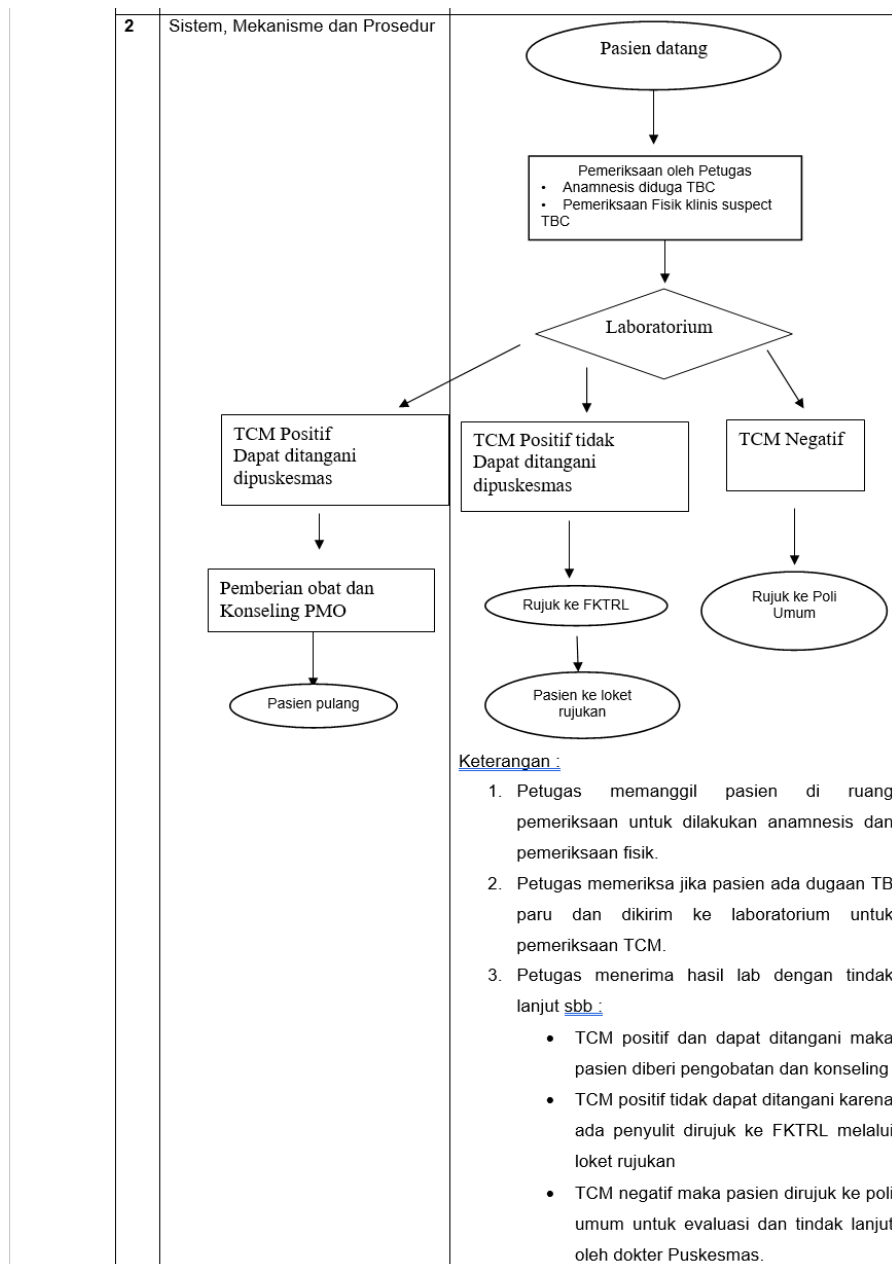 2
Sistem, Mekanisme dan Prosedur
Pasien datang
Pemeriksaan oleh Petugas
• Anamnesis diduga TBC
• Pemeriksaan Fisik klinis suspect
TBC
Laboratorium
TCM Positif
Dapat ditangani
dipuskesmas
TCM Positif tidak
Dapat ditangani
dipuskesmas
TCM Negatif
Pemberian obat dan
Konseling PMO
Rujuk ke FKTRL
Rujuk ke Poli
Umum
Pasien pulang
Pasien ke loket
rujukan
Keterangan :
1. Petugas memanggil pasien di ruang
pemeriksaan untuk dilakukan anamnesis dan
pemeriksaan fisik.
2. Petugas memeriksa jika pasien ada dugaan TB
paru dan dikirim ke laboratorium untuk
pemeriksaan TCM.
3. Petugas menerima hasil lab dengan tindak
lanjut sbb :
• TCM positif dan dapat ditangani maka
pasien diberi pengobatan dan konseling
• TCM positif tidak dapat ditangani karena
ada penyulit dirujuk ke FKTRL melalui
loket rujukan
• TCM negatif maka pasien dirujuk ke poli
umum untuk evaluasi dan tindak lanjut
oleh dokter Puskesmas.